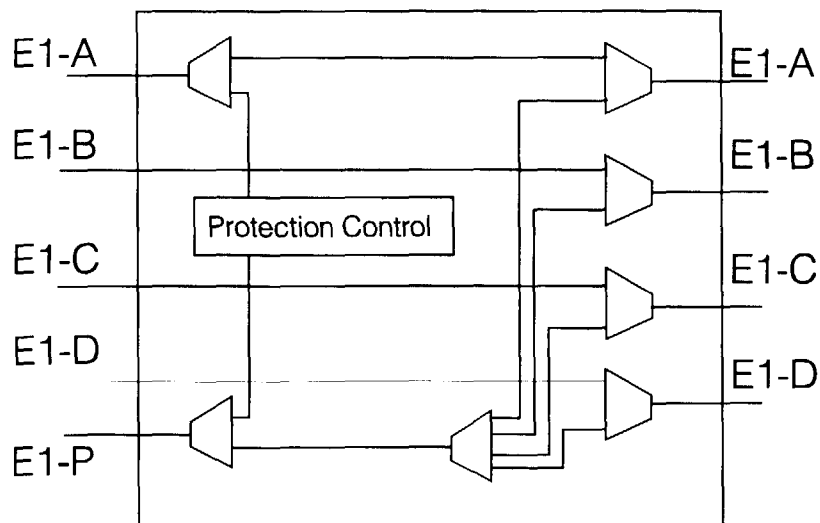 E1-A
E1-A
E1-B
E1-B
Protection Control
E1-C
E1-C
E1-D
E1-D
E1-P